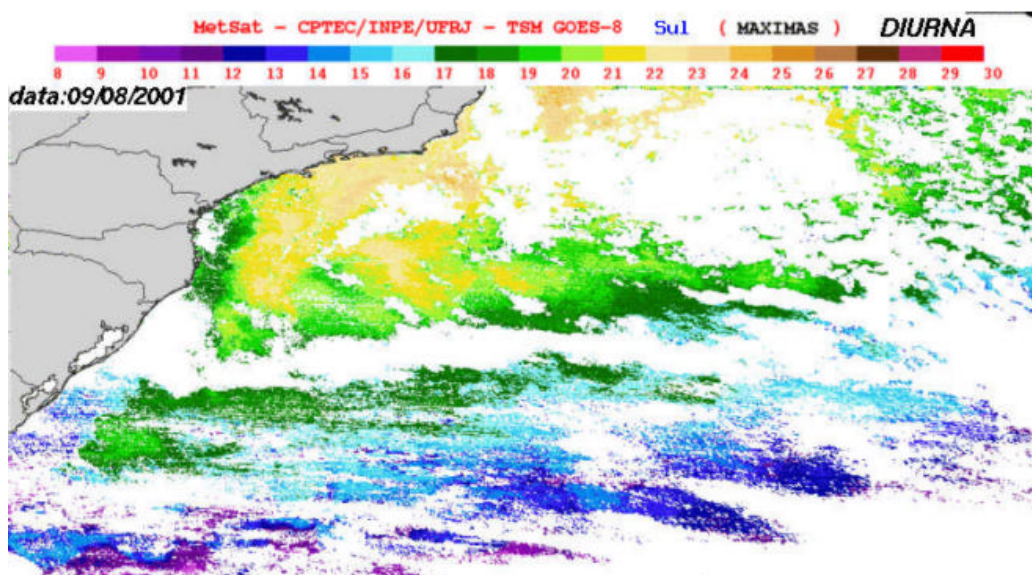 MetSat - CPTEC/INPE/UFRJ - TSM GOES-8 Sul ( MAXIMAS ) DIURNA
8 9 10 11 12 13 14 15 16 17 18 19 20 21 22 23 24 25 26 27 28 29 30
data:09/08/2001